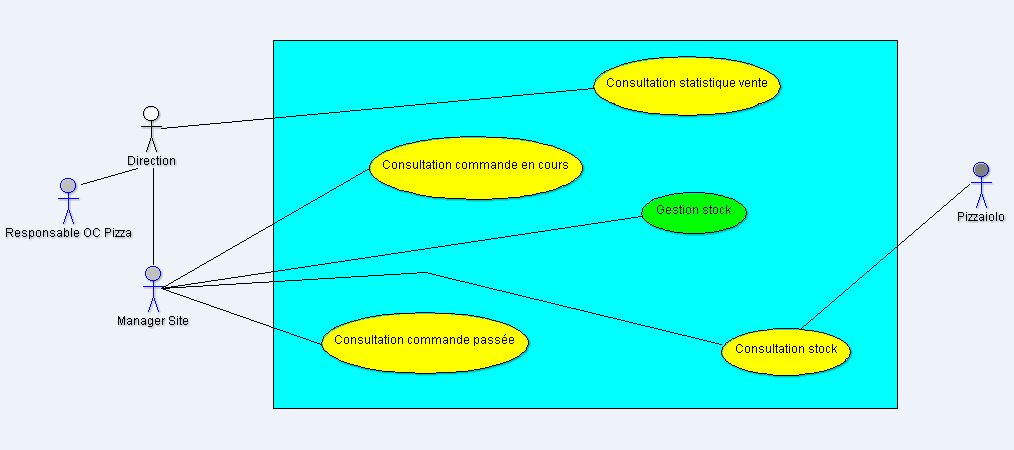 Consultation statistique vente
Direction
Consultation commande en cours
Gestion stock
Pizzaiolo
Responsable OC Pizza
Manager Site
Consultation commande passée
Consultation stock